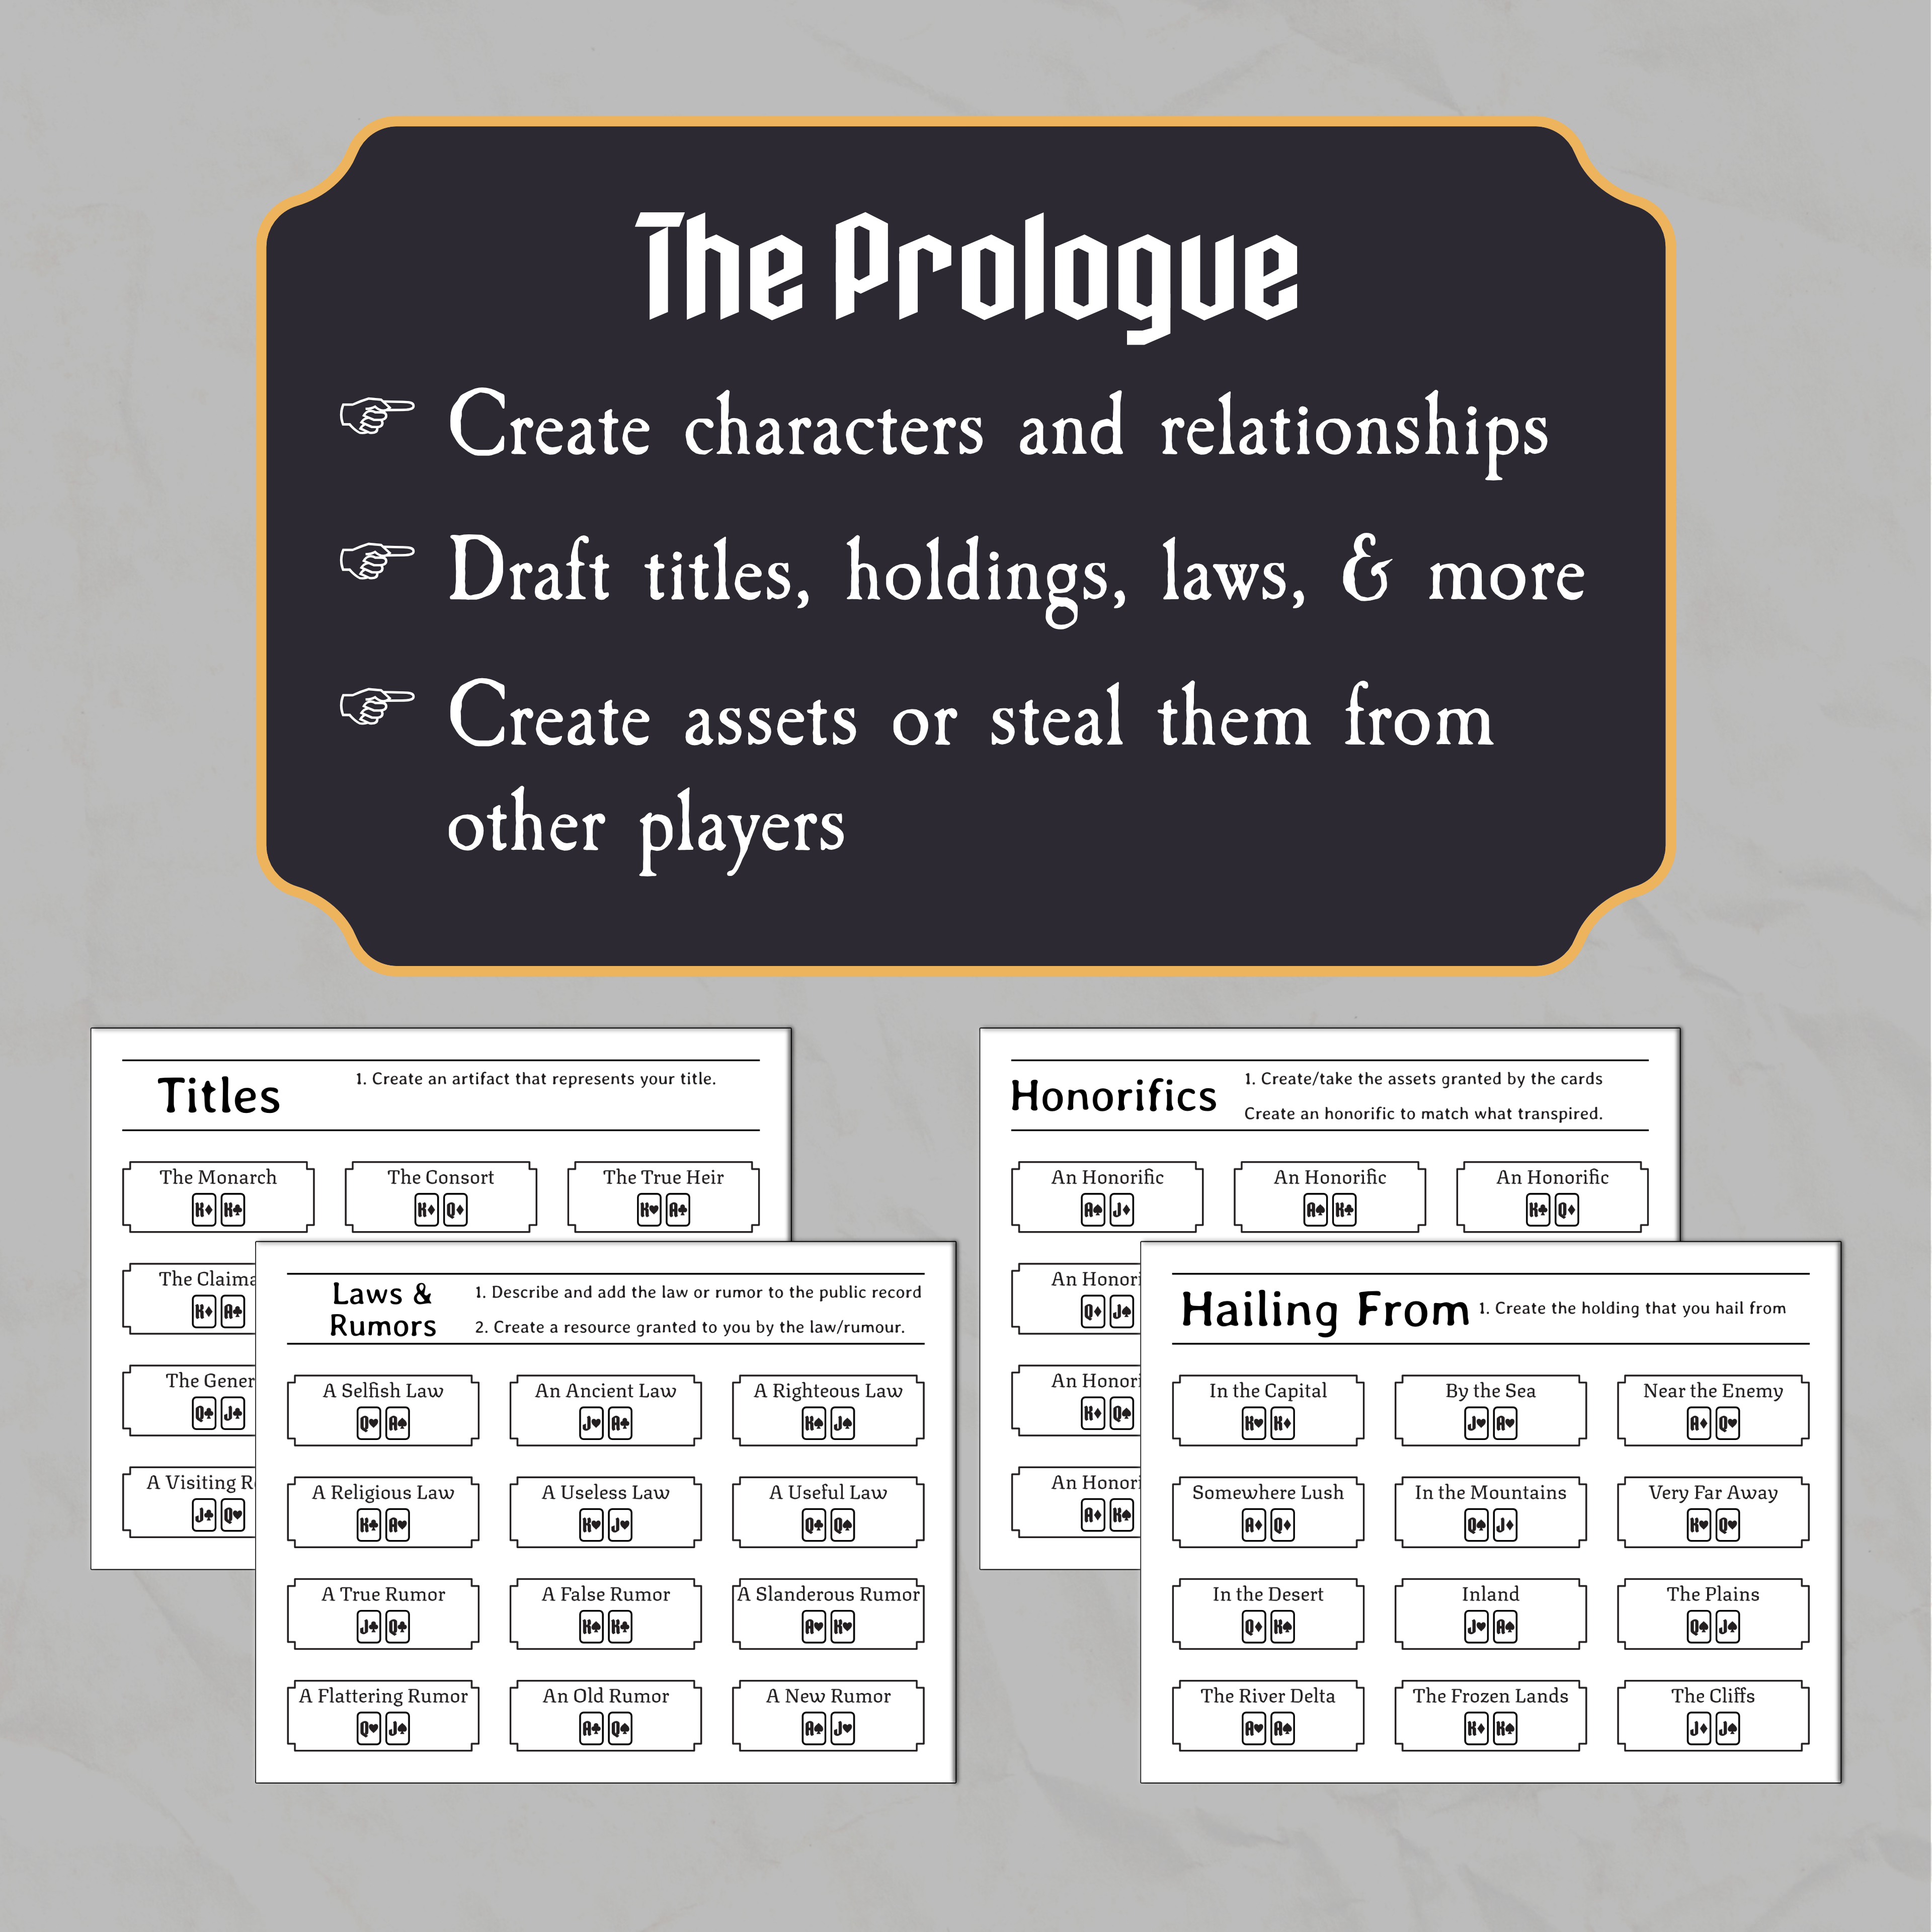 The Prologue
☞ Create characters and relationships
☞ Draft titles, holdings, laws, & more
☞ Create assets or steal them from
other players
Titles
1. Create an artifact that represents your title.
The Monarch
K♦ K♣
The Consort
K♦ Q♦
The True Heir
K♥ A♣
The Claima
K♦ A♣
The Gener
Q♣ J♣
A Visiting R
J♣ Q♥
Laws &
Rumors
1. Describe and add the law or rumor to the public record
2. Create a resource granted to you by the law/rumour.
A Selfish Law
Q♥ A♠
An Ancient Law
J♥ A♣
A Righteous Law
K♠ J♠
A Religious Law
K♣ A♥
A Useless Law
K♥ J♥
A Useful Law
Q♣ Q♠
A True Rumor
J♣ Q♣
A False Rumor
K♠ K♣
A Slanderous Rumor
A♥ K♥
A Flattering Rumor
Q♥ J♠
An Old Rumor
A♣ Q♠
A New Rumor
A♠ J♥
Honorifics
1. Create/take the assets granted by the cards
Create an honorific to match what transpired.
An Honorific
A♠ J♦
An Honorific
A♠ K♣
An Honorific
K♣ Q♦
An Honori
Q♦ J♠
An Honori
K♦ Q♠
An Honori
A♦ K♠
Hailing From
1. Create the holding that you hail from
In the Capital
K♥ K♦
By the Sea
J♥ A♥
Near the Enemy
A♦ Q♥
Somewhere Lush
A♦ Q♦
In the Mountains
Q♠ J♦
Very Far Away
K♥ Q♥
In the Desert
Q♦ K♠
Inland
J♥ A♠
The Plains
Q♠ J♠
The River Delta
A♥ A♠
The Frozen Lands
K♦ K♠
The Cliffs
J♦ J♠